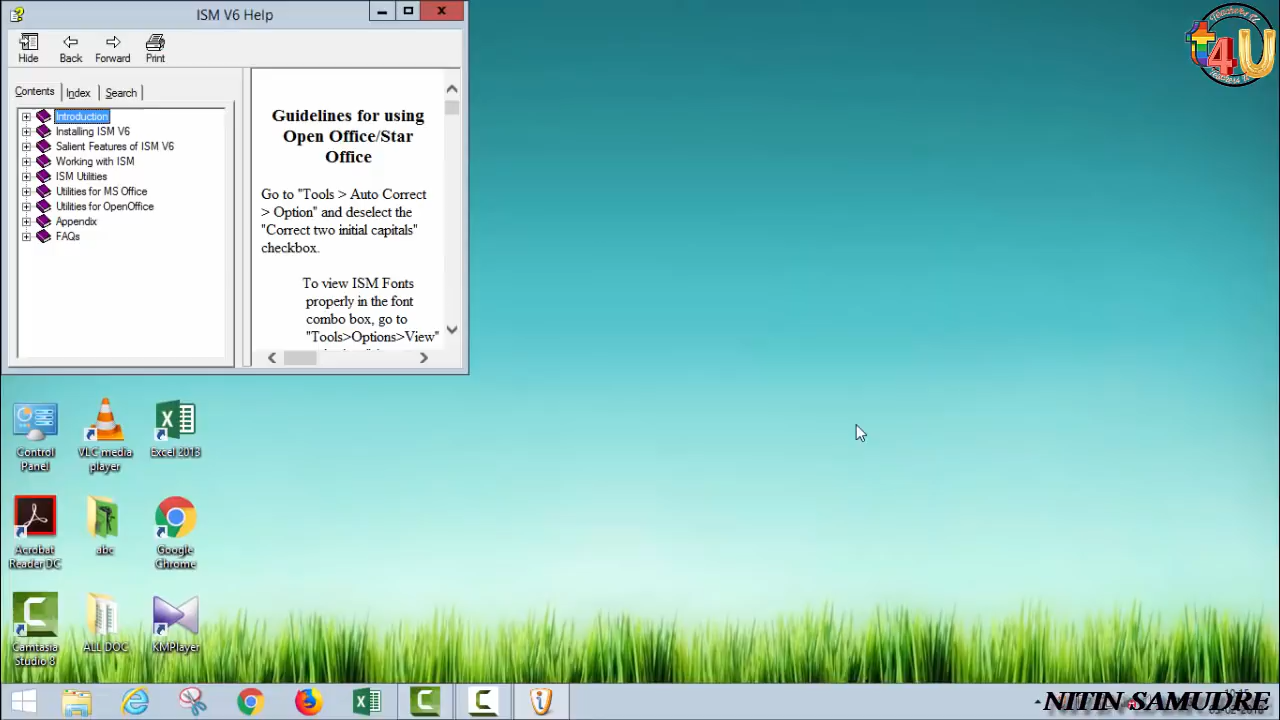 ISM V6 Help
Hide
Back
Forward
Print
Contents
Index
Search
Introduction
Installing ISM V6
Salient Features of ISM V6
Working with ISM
ISM Utilities
Utilities for MS Office
Utilities for OpenOffice
Appendix
FAQs
Guidelines for using
Open Office/Star
Office
Go to "Tools > Auto Correct
> Option" and deselect the
"Correct two initial capitals"
checkbox.
To view ISM Fonts
properly in the font
combo box, go to
"Tools>Options>View"
Control
Panel
VLC media
player
Excel 2013
Acrobat
Reader DC
abc
Google
Chrome
Camtasia
Studio 8
ALL DOC
KMPlayer
t4U
NITIN SAMUDRE